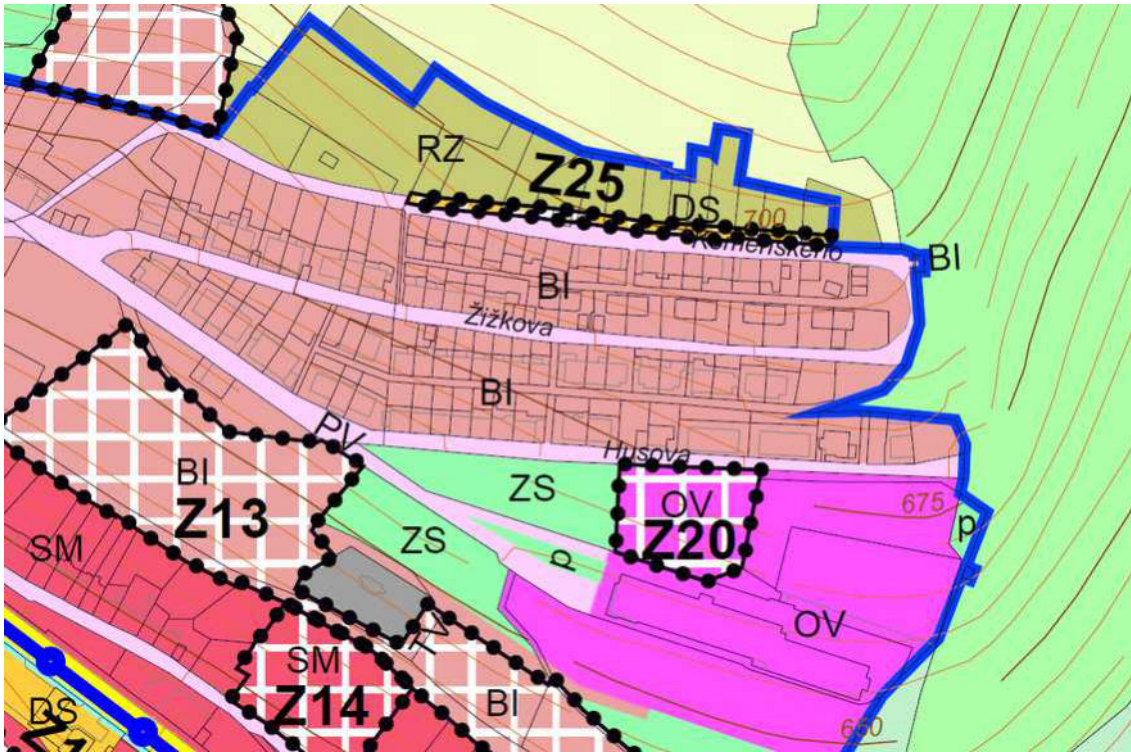 RZ
Z25
DS
700
Komenského
BI
BI
Žižkova
BI
PV
Husova
BI
Z13
ZS
OV
Z20
675
p
SM
ZS
p
OV
TV
SM
Z14
BI
DS
650